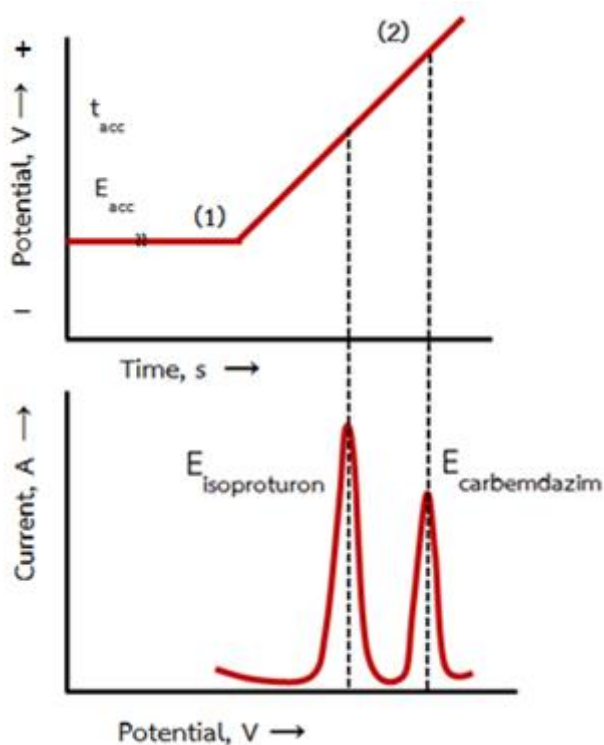 (2)
+
t acc
E acc
(1)
Potential, V →
–
Time, s →
E isoproturon
E carbemdazim
Current, A →
Potential, V →